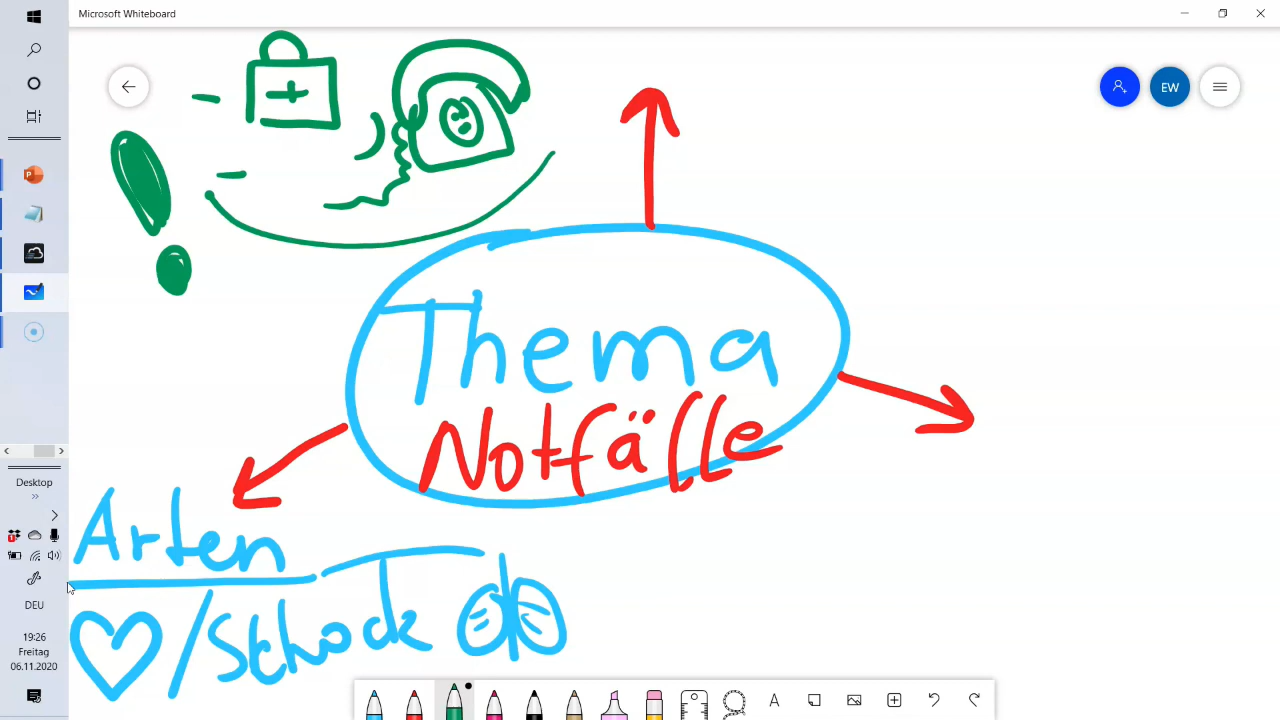 Microsoft Whiteboard
EW
Thema
Notfälle
Arten
/Schock
Desktop
DEU
19:26
Freitag
06.11.2020